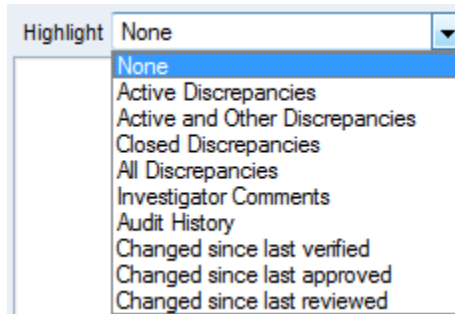 Highlight None
None
Active Discrepancies
Active and Other Discrepancies
Closed Discrepancies
All Discrepancies
Investigator Comments
Audit History
Changed since last verified
Changed since last approved
Changed since last reviewed